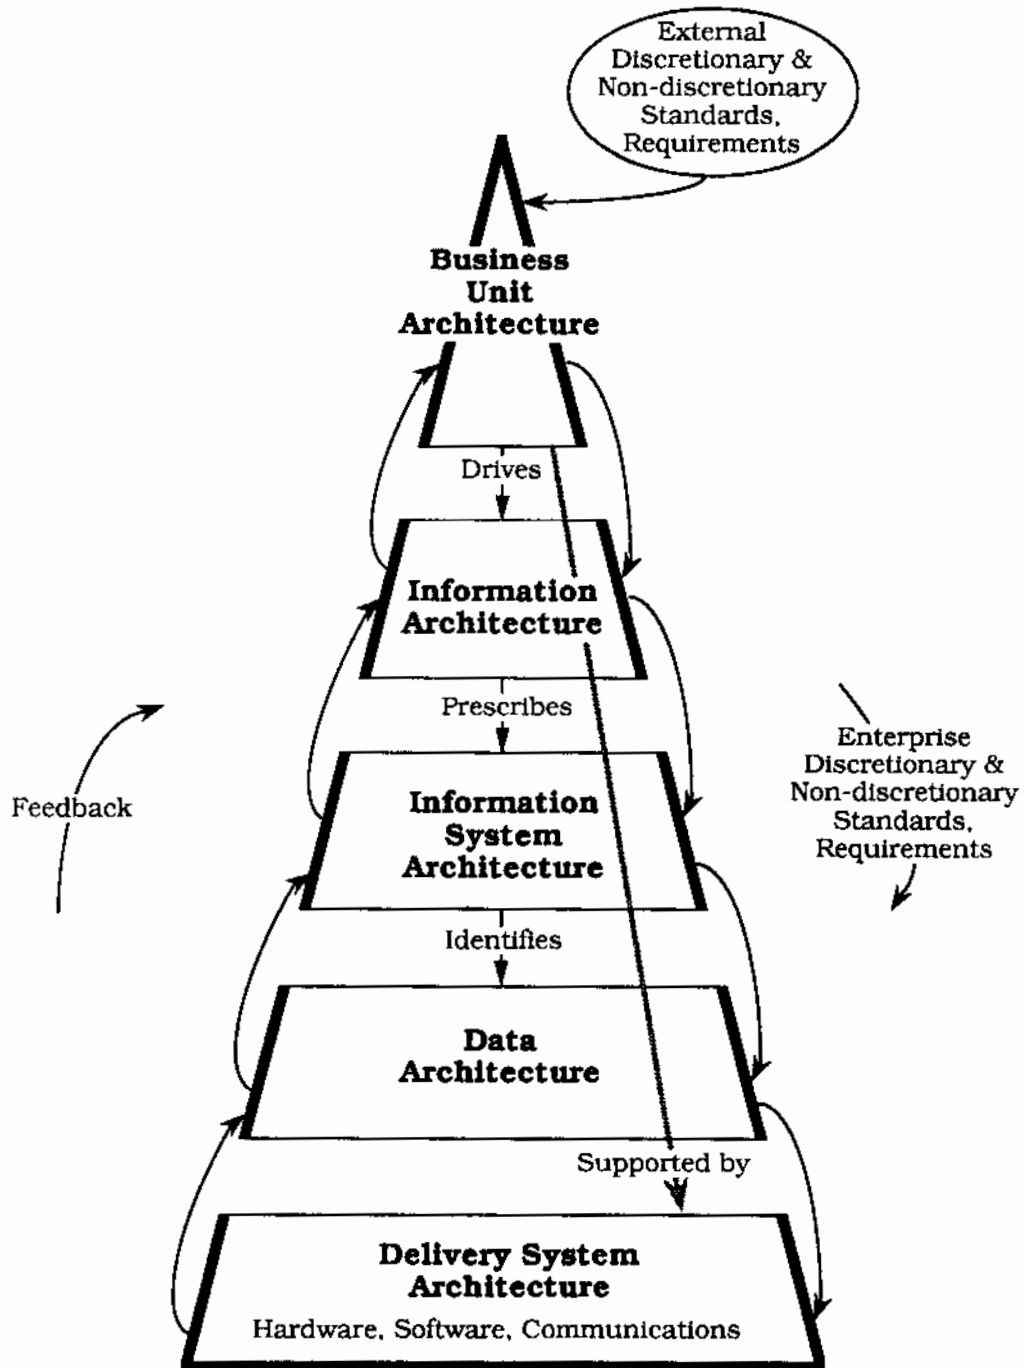 External
Discretionary &
Non-discretionary
Standards,
Requirements
Business
Unit
Architecture
Drives
Information
Architecture
Prescribes
Feedback
Enterprise
Discretionary &
Non-discretionary
Standards,
Requirements
Information
System
Architecture
Identifies
Data
Architecture
Supported by
Delivery System
Architecture
Hardware, Software, Communications